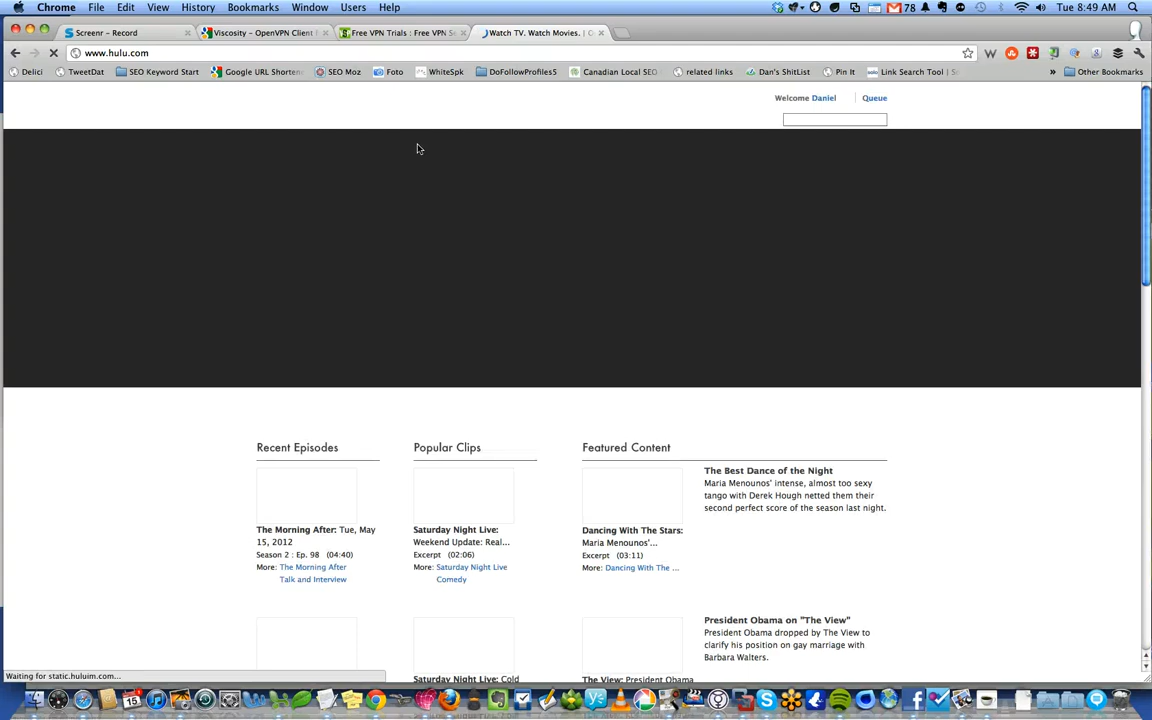 Chrome File Edit View History Bookmarks Window Users Help 78 Tue 8:49 AM
Screenr - Record Viscosity - OpenVPN Client Free VPN Trials : Free VPN Se Watch TV. Watch Movies. | C
www.hulu.com
Delici TweetDat SEO Keyword Start Google URL Shorten SEO Moz Foto WhiteSpk DoFollowProfiles5 Canadian Local SEO related links Dan's ShitList Pin It Link Search Tool | S » Other Bookmarks
Welcome Daniel Queue
Recent Episodes Popular Clips Featured Content
The Morning After: Tue, May
15, 2012
Season 2 : Ep. 98 (04:40)
More: The Morning After
Talk and Interview
Saturday Night Live:
Weekend Update: Real...
Excerpt (02:06)
More: Saturday Night Live
Comedy
Dancing With The Stars:
Maria Menounos'...
Excerpt (03:11)
More: Dancing With The ...
The Best Dance of the Night
Maria Menounos' intense, almost too sexy
tango with Derek Hough netted them their
second perfect score of the season last night.
Saturday Night Live: Cold
The View: President Obama
President Obama on "The View"
President Obama dropped by The View to
clarify his position on gay marriage with
Barbara Walters.
Waiting for static.huluim.com...